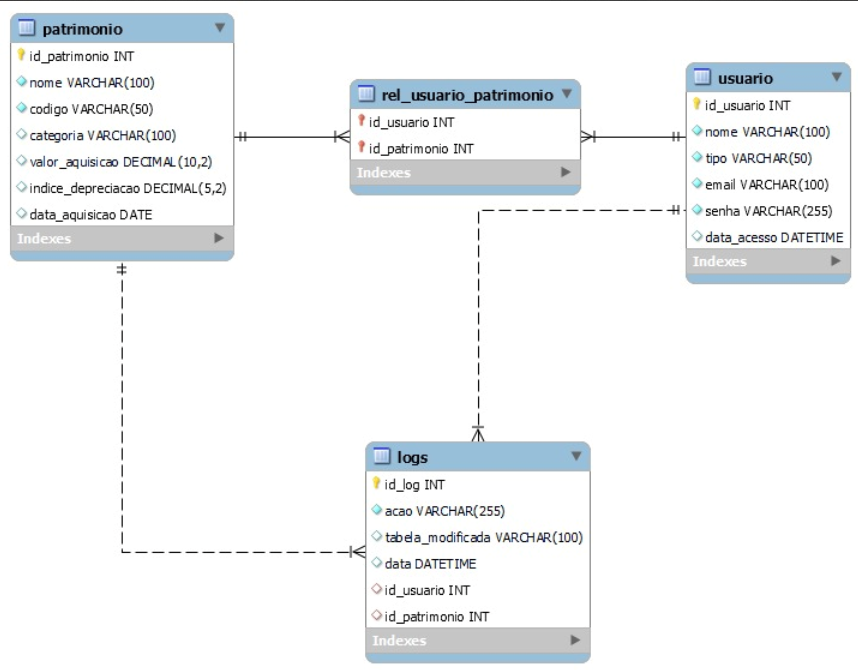 patrimonio
id_patrimonio INT
nome VARCHAR(100)
codigo VARCHAR(50)
categoria VARCHAR(100)
valor_aquisicao DECIMAL(10,2)
indice_depreciacao DECIMAL(5,2)
data_aquisicao DATE
Indexes
rel_usuario_patrimonio
id_usuario INT
id_patrimonio INT
Indexes
usuario
id_usuario INT
nome VARCHAR(100)
tipo VARCHAR(50)
email VARCHAR(100)
senha VARCHAR(255)
data_acesso DATETIME
Indexes
logs
id_log INT
acao VARCHAR(255)
tabela_modificada VARCHAR(100)
data DATETIME
id_usuario INT
id_patrimonio INT
Indexes